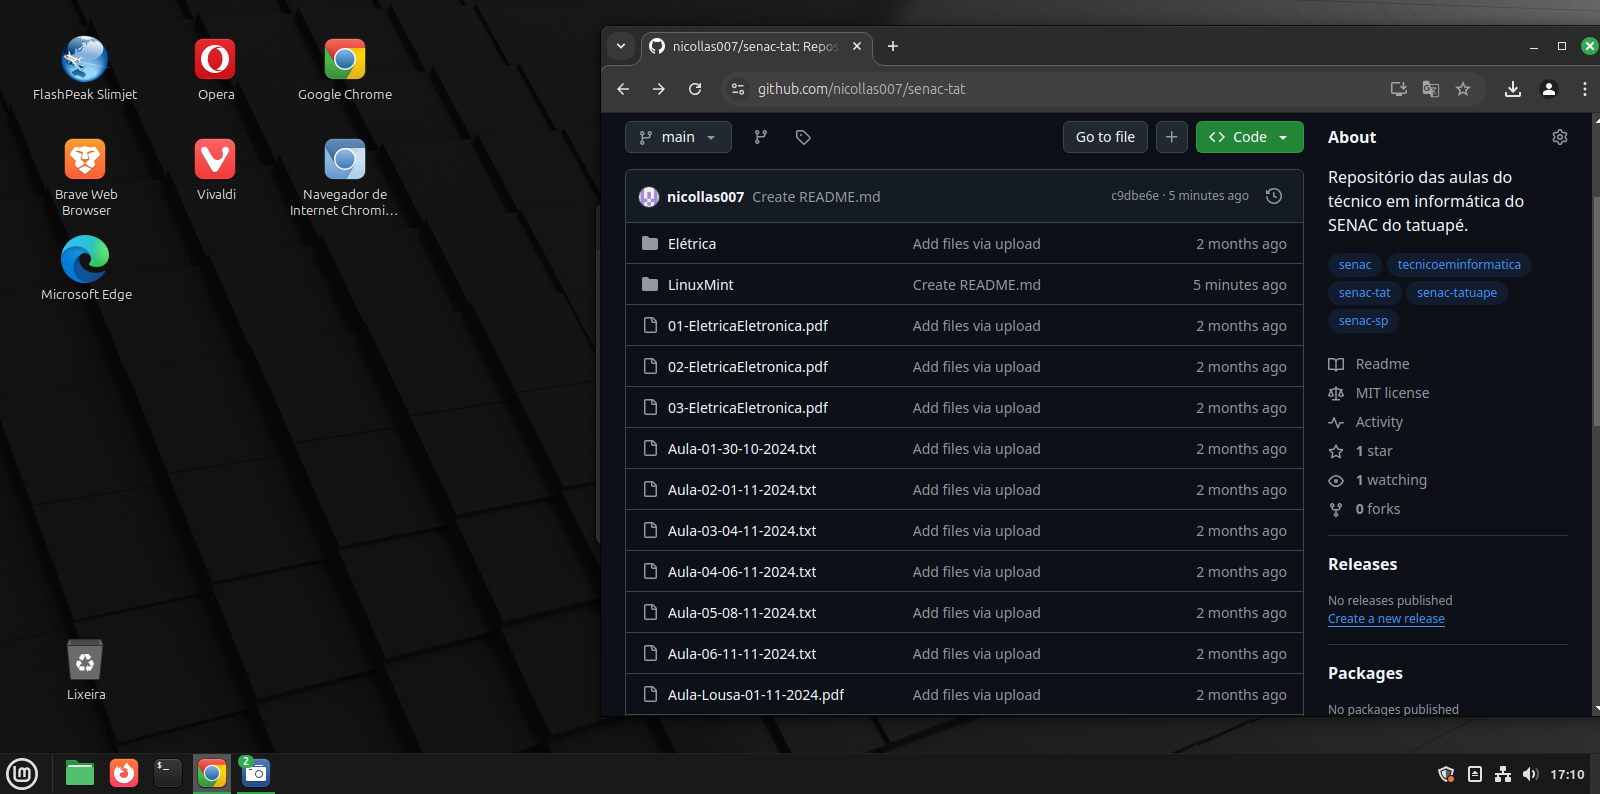 FlashPeak Slimjet
Opera
Google Chrome
Brave Web
Browser
Vivaldi
Navegador de
Internet Chromi...
Microsoft Edge
Lixeira
nicollas007/senac-tat: Repos
github.com/nicollas007/senac-tat
main
Go to file
Code
nicollas007 Create README.md c9dbe6e · 5 minutes ago
Elétrica Add files via upload 2 months ago
LinuxMint Create README.md 5 minutes ago
01-EletricaEletronica.pdf Add files via upload 2 months ago
02-EletricaEletronica.pdf Add files via upload 2 months ago
03-EletricaEletronica.pdf Add files via upload 2 months ago
Aula-01-30-10-2024.txt Add files via upload 2 months ago
Aula-02-01-11-2024.txt Add files via upload 2 months ago
Aula-03-04-11-2024.txt Add files via upload 2 months ago
Aula-04-06-11-2024.txt Add files via upload 2 months ago
Aula-05-08-11-2024.txt Add files via upload 2 months ago
Aula-06-11-11-2024.txt Add files via upload 2 months ago
Aula-Lousa-01-11-2024.pdf Add files via upload 2 months ago
About
Repositório das aulas do
técnico em informática do
SENAC do tatuapé.
senac tecnicoeminformatica
senac-tat senac-tatuape
senac-sp
Readme
MIT license
Activity
1 star
1 watching
0 forks
Releases
No releases published
Create a new release
Packages
No packages published
$_
2
17:10